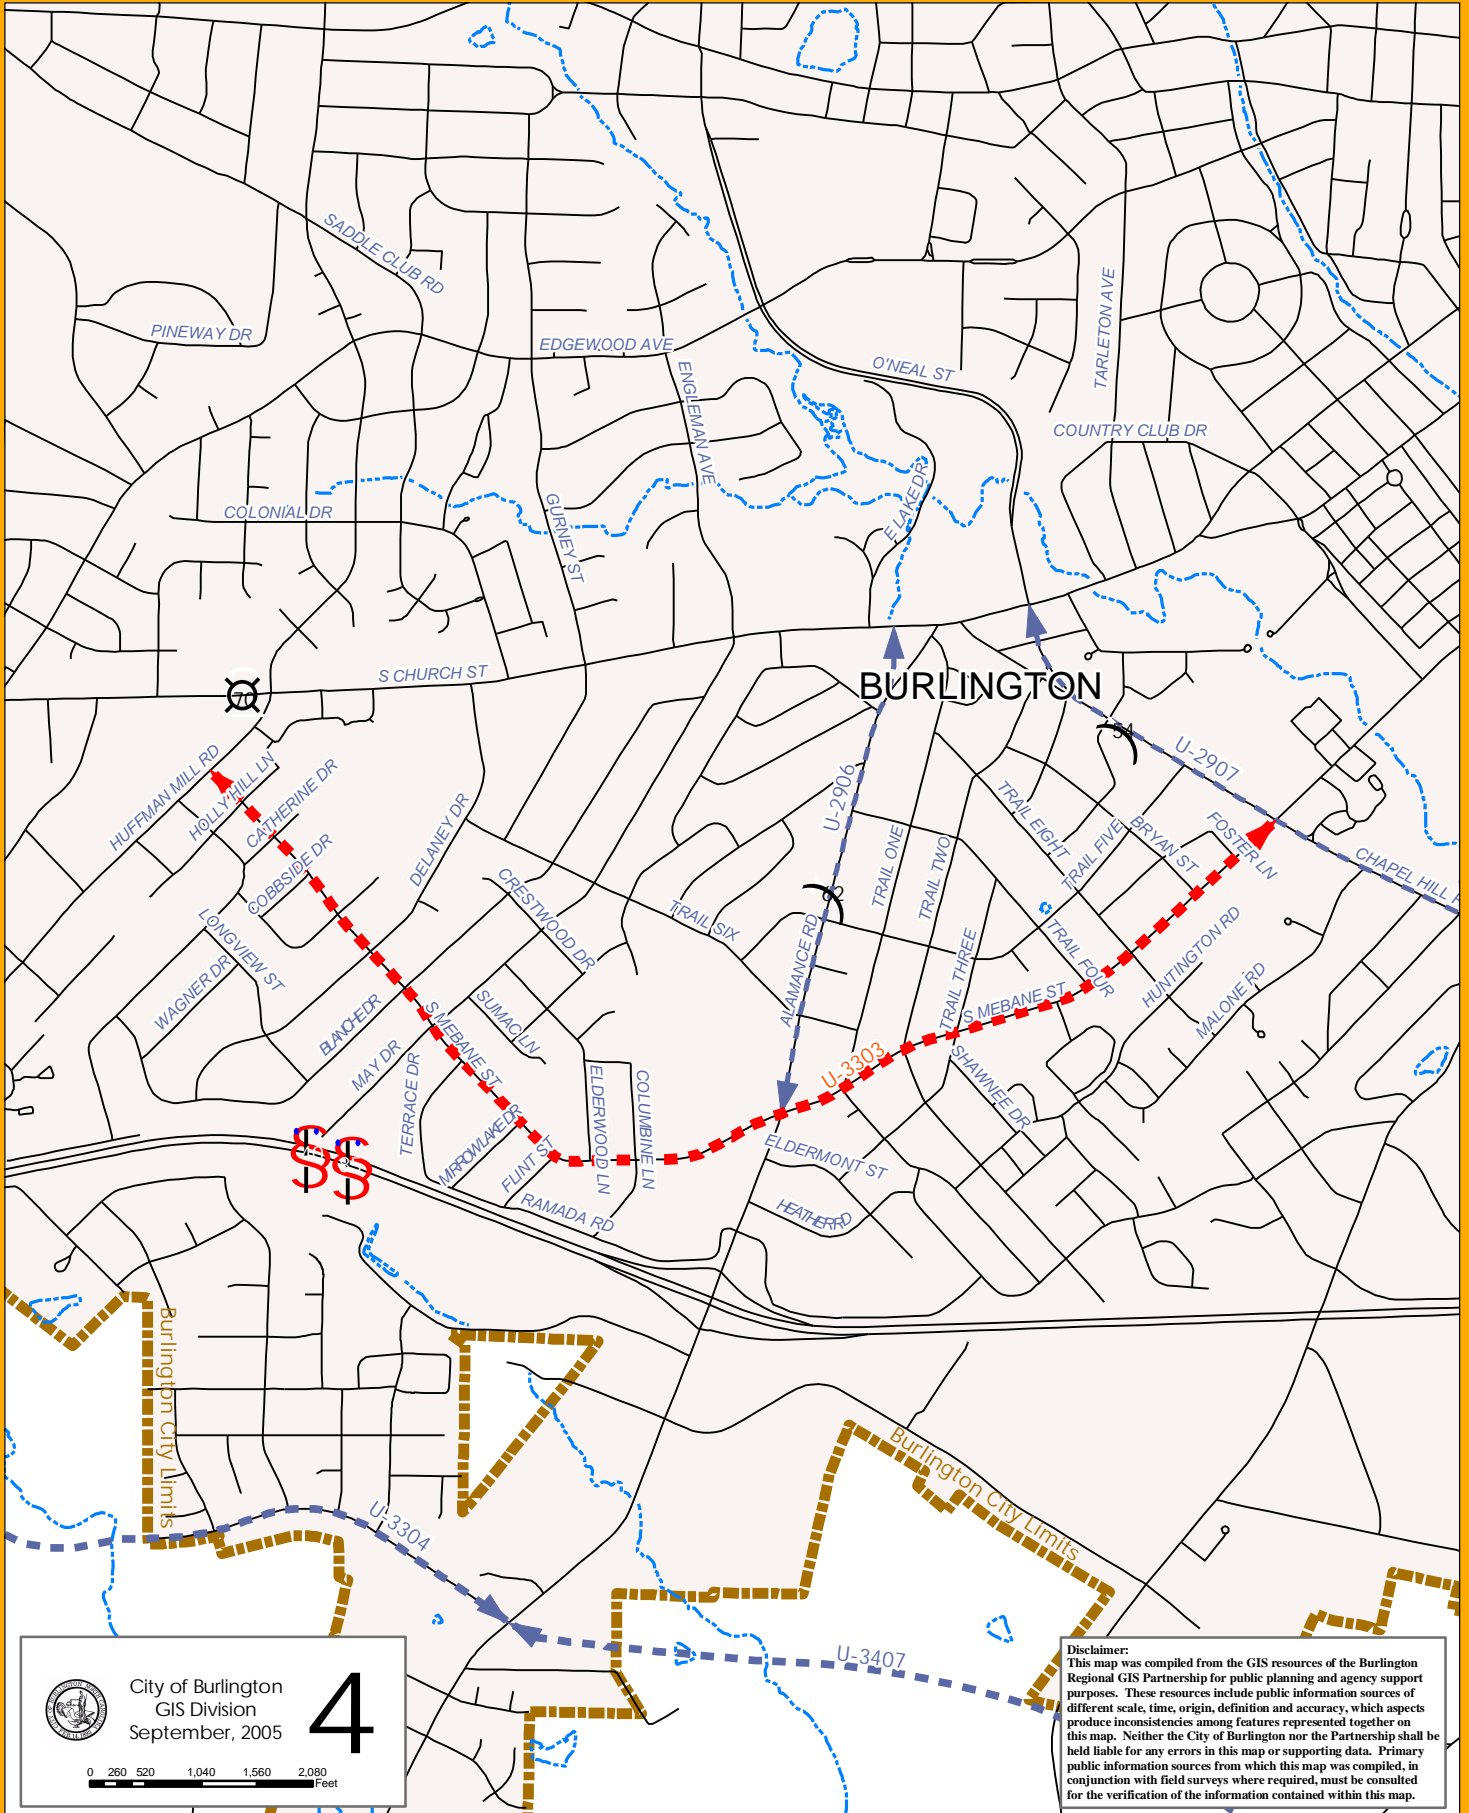 SADDLE CLUB RD
PINEWAY DR
EDGEWOOD AVE
ENGLEMAN AVE
O'NEAL ST
TARLETON AVE
COUNTRY CLUB DR
COLONIAL DR
GURNEY ST
E LAKE DR
S CHURCH ST
70
BURLINGTON
54
U-2907
HUFFMAN MILL RD
HOLLY HILL LN
CATHERINE DR
COBBSIDE DR
DELANEY DR
U-2906
TRAIL EIGHT
TRAIL FIVE
BRYAN ST
FOSTER LN
CHAPEL HILL
CRESTWOOD DR
TRAIL SIX
62
TRAIL ONE
TRAIL TWO
LONGVIEW ST
WAGNER DR
ALAMANCE RD
TRAIL THREE
TRAIL FOUR
HUNTINGTON RD
MALONE RD
BLANCHE DR
S MEBANE ST
SUMAC LN
S MEBANE ST
MAY DR
TERRACE DR
U-3303
SHAWNEE DR
ELDERWOOD LN
COLUMBINE LN
FLINT ST
ELDERMONT ST
RAMADA RD
HEATHER RD
Burlington City Limits
Burlington City Limits
U-3304
U-3407
City of Burlington
GIS Division
September, 2005
4
0 260 520 1,040 1,560 2,080
Feet
Disclaimer:
This map was compiled from the GIS resources of the Burlington
Regional GIS Partnership for public planning and agency support
purposes. These resources include public information sources of
different scale, time, origin, definition and accuracy, which aspects
produce inconsistencies among features represented together on
this map. Neither the City of Burlington nor the Partnership shall be
held liable for any errors in this map or supporting data. Primary
public information sources from which this map was compiled, in
conjunction with field surveys where required, must be consulted
for the verification of the information contained within this map.